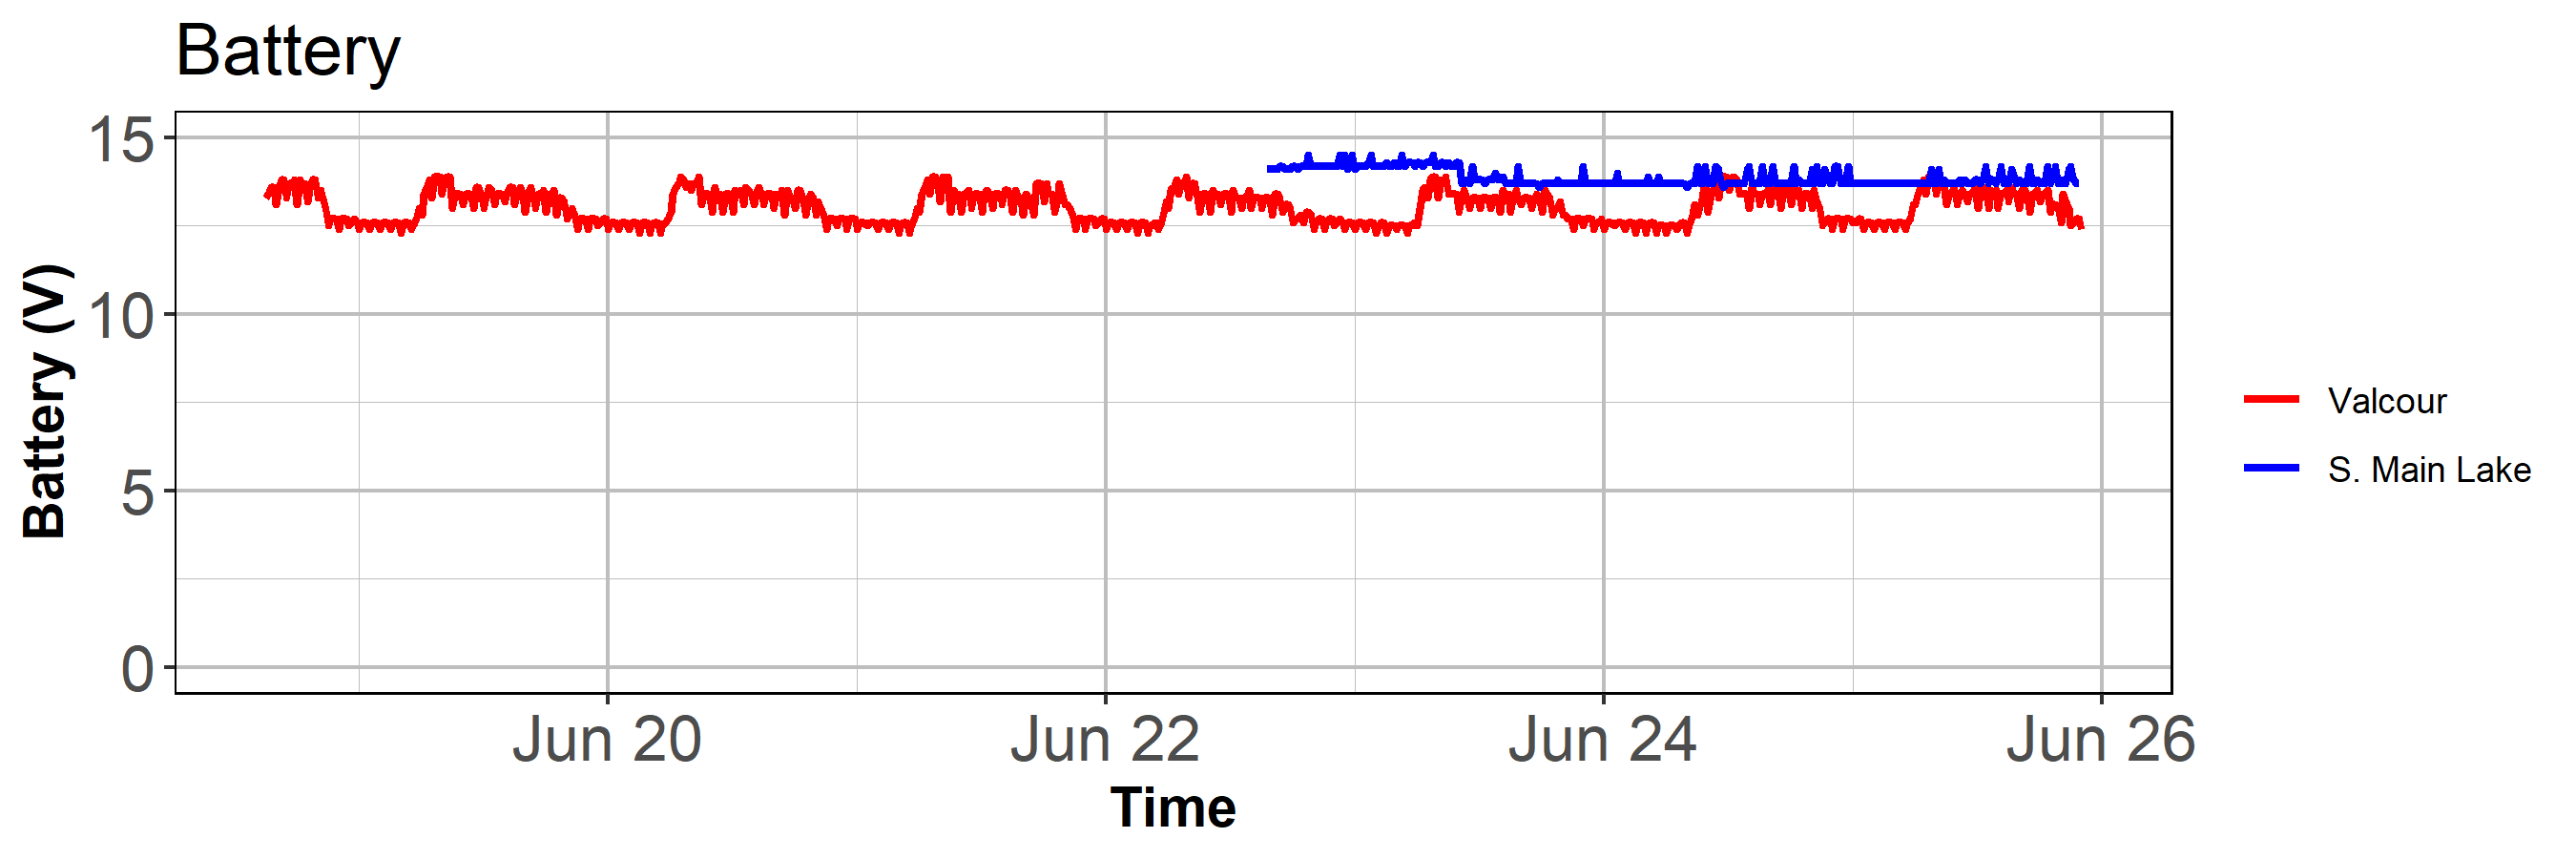 Battery
15
10
5
0
Battery (V)
Jun 20
Jun 22
Jun 24
Jun 26
Time
Valcour
S. Main Lake